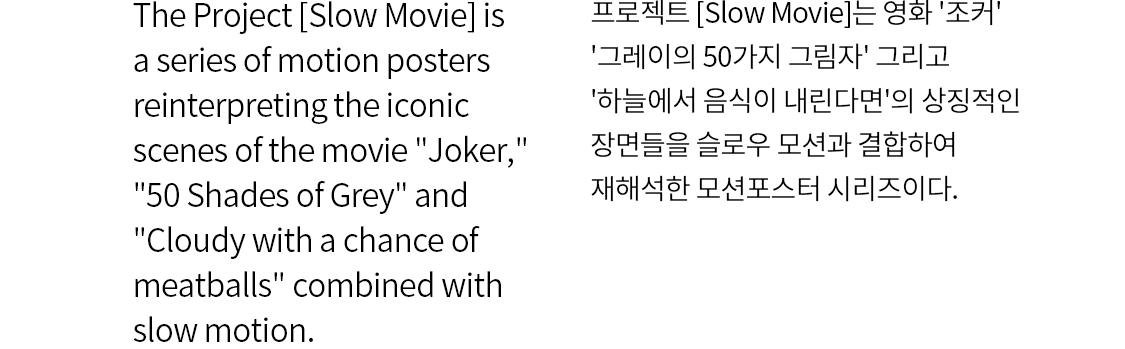 The Project [Slow Movie] is
a series of motion posters
reinterpreting the iconic
scenes of the movie "Joker,"
"50 Shades of Grey" and
"Cloudy with a chance of
meatballs" combined with
slow motion.
프로젝트 [Slow Movie]는 영화 '조커'
'그레이의 50가지 그림자' 그리고
'하늘에서 음식이 내린다면'의 상징적인
장면들을 슬로우 모션과 결합하여
재해석한 모션포스터 시리즈이다.